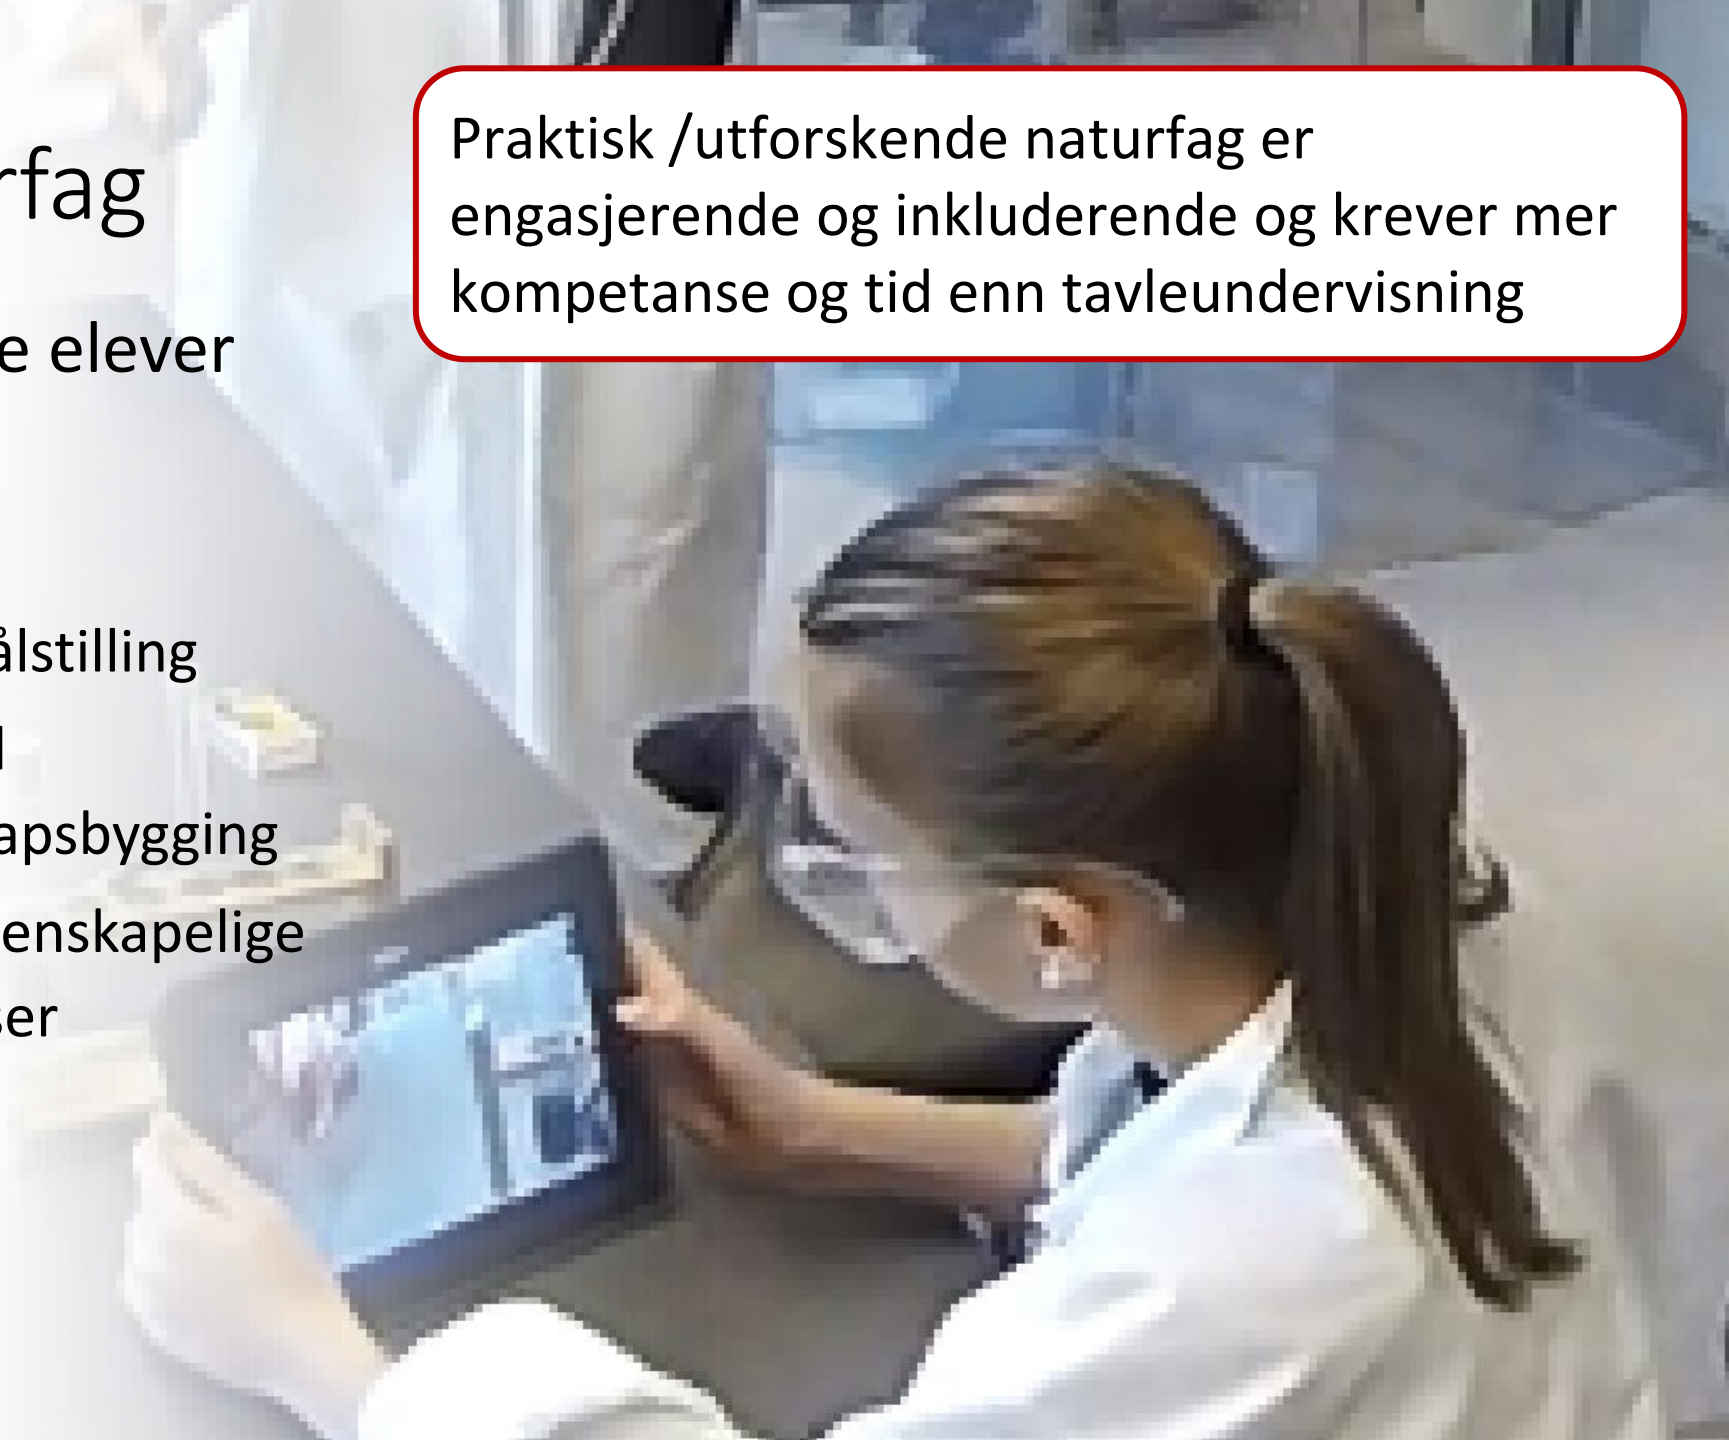 rfag
Praktisk /utforskende naturfag er
engasjerende og inkluderende og krever mer
kompetanse og tid enn tavleundervisning
e elever
ålstilling
apsbygging
enskapelige
ser